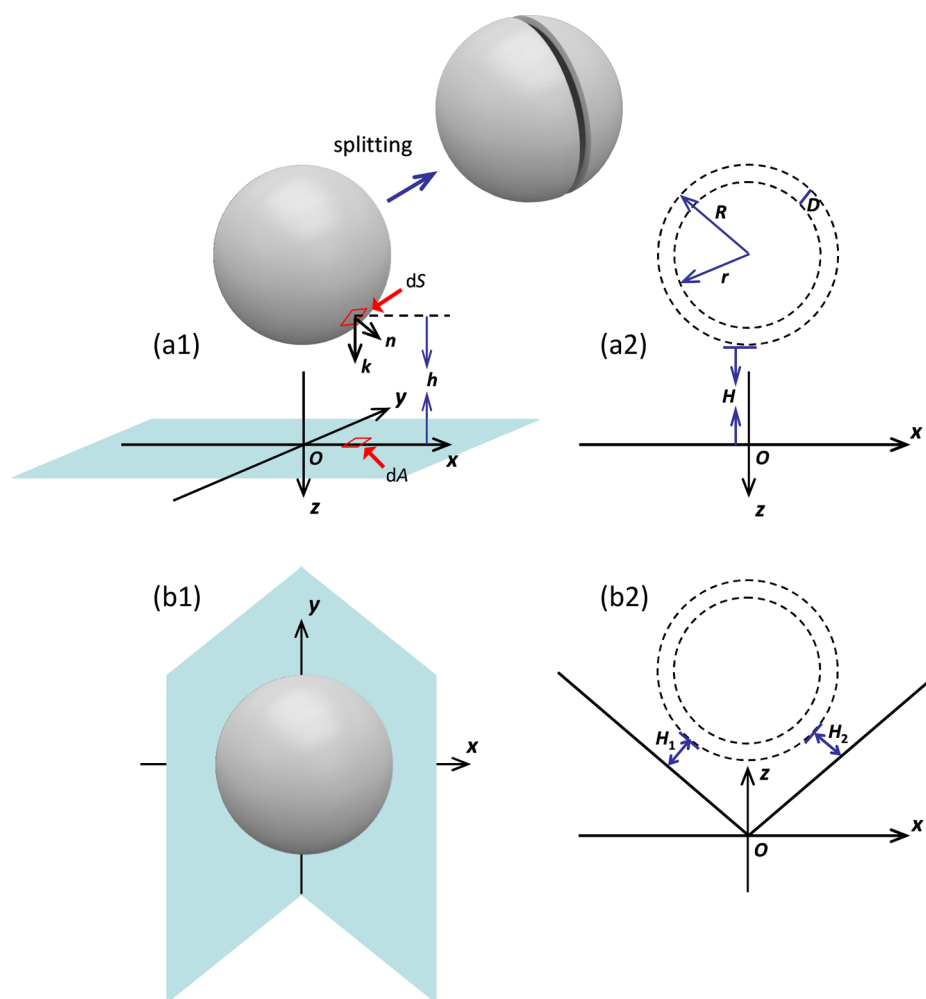 splitting
R
D
r
dS
(a1)
n
k
h
(a2)
H
y
O
x
dA
z
O
x
z
(b1)
y
x
(b2)
H1
H2
z
x
O